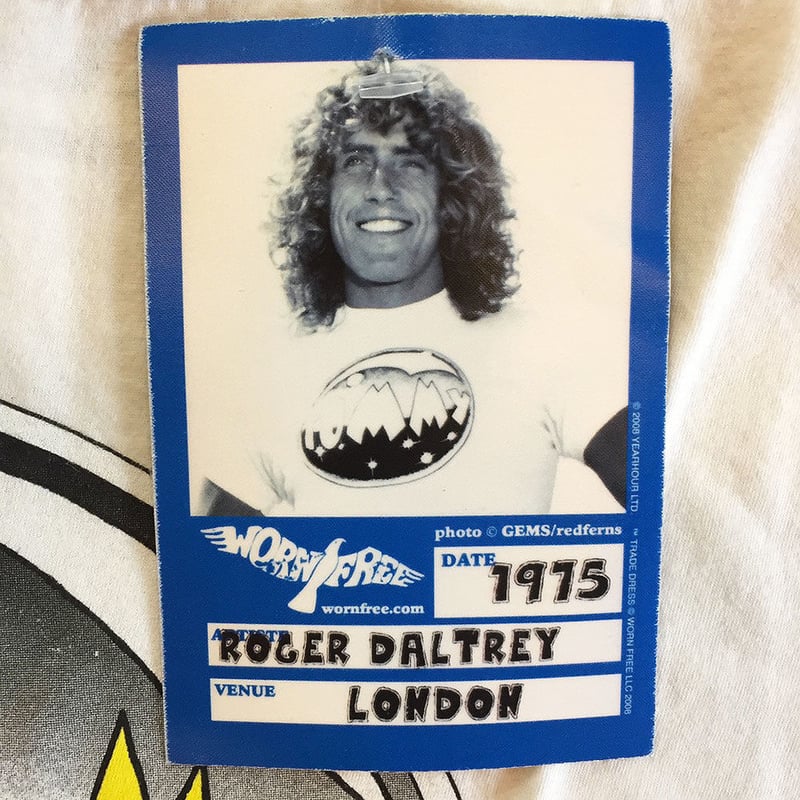 TOMMY
WORN FREE
wornfree.com
photo © GEMS/redferns
DATE
1975
ARTISTE
ROGER DALTREY
VENUE
LONDON
© 2008 YEARHOUR LTD. ™ TRADE DRESS © WORN FREE LLC 2008